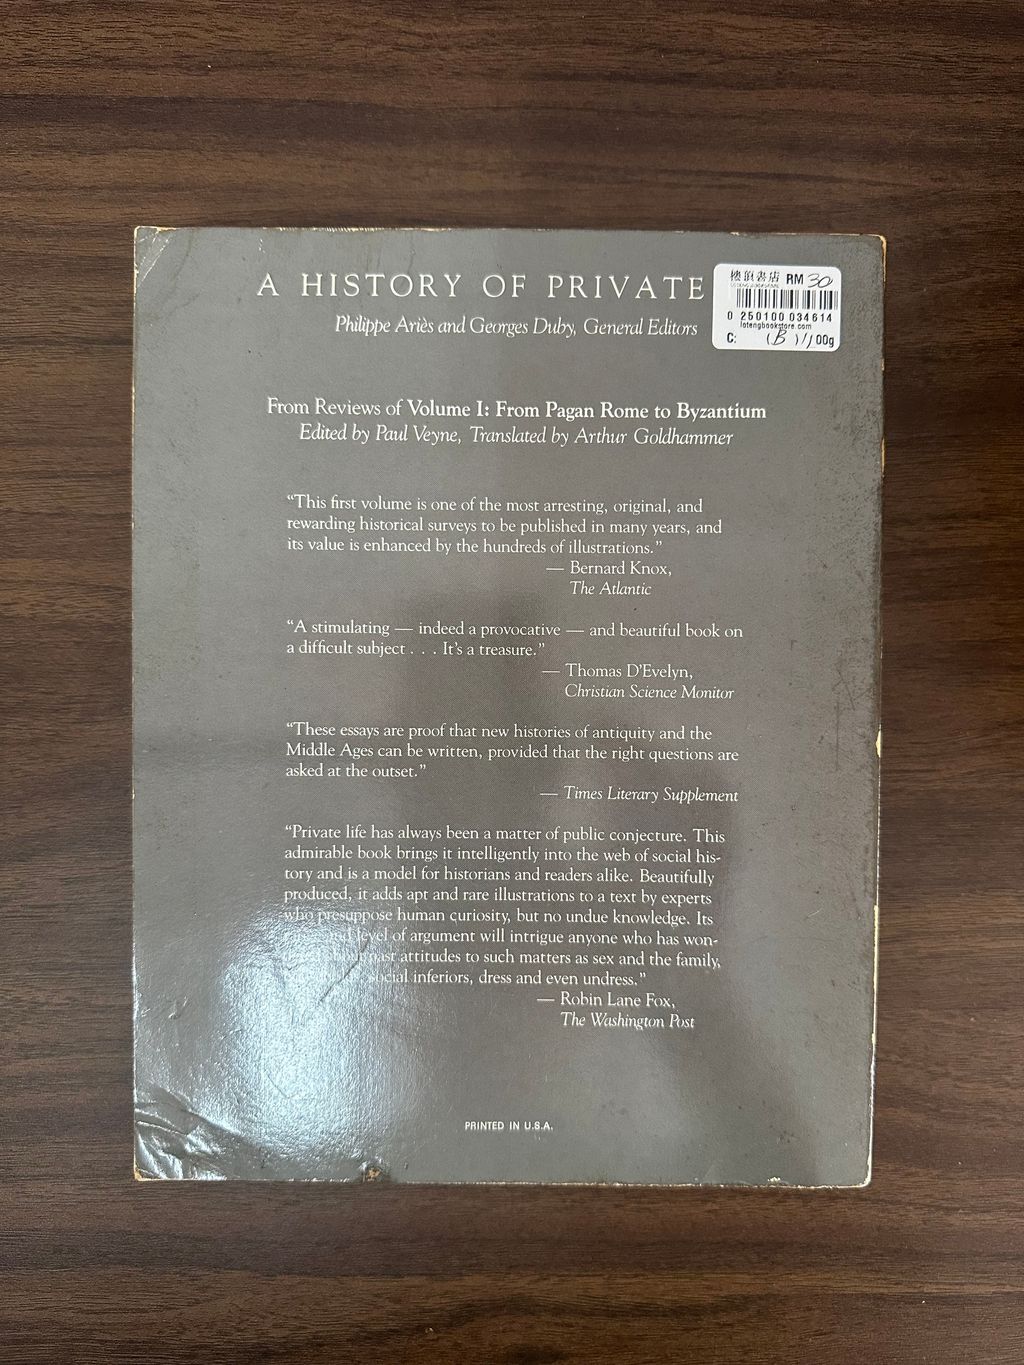 A HISTORY OF PRIVATE
Philippe Ariès and Georges Duby, General Editors
樓頂書店 RM 30
0 250100 034614
lotengbookstore.com
C: (B )/1 00g
From Reviews of Volume I: From Pagan Rome to Byzantium
Edited by Paul Veyne, Translated by Arthur Goldhammer
“This first volume is one of the most arresting, original, and
rewarding historical surveys to be published in many years, and
its value is enhanced by the hundreds of illustrations.”
— Bernard Knox,
The Atlantic
“A stimulating — indeed a provocative — and beautiful book on
a difficult subject . . . It’s a treasure.”
— Thomas D’Evelyn,
Christian Science Monitor
“These essays are proof that new histories of antiquity and the
Middle Ages can be written, provided that the right questions are
asked at the outset.”
— Times Literary Supplement
“Private life has always been a matter of public conjecture. This
admirable book brings it intelligently into the web of social his-
tory and is a model for historians and readers alike. Beautifully
produced, it adds apt and rare illustrations to a text by experts
who presuppose human curiosity, but no undue knowledge. Its
and level of argument will intrigue anyone who has won-
past attitudes to such matters as sex and the family,
social inferiors, dress and even undress.”
— Robin Lane Fox,
The Washington Post
PRINTED IN U.S.A.